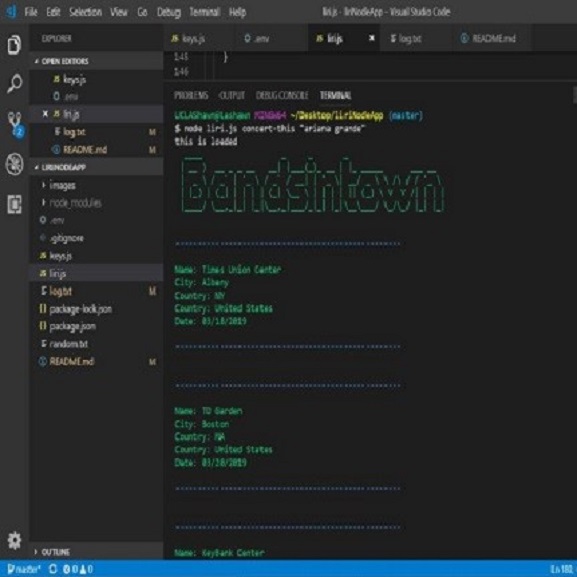 File Edit Selection View Go Debug Terminal Help
liri.js - liriNodeApp - Visual Studio Code
EXPLORER
OPEN EDITORS
JS keys.js
.env
X JS liri.js
log.txt M
README.md M
LIRINODEAPP
images
node_modules
.env
.gitignore
JS keys.js
JS liri.js
log.txt M
package-lock.json
package.json
random.txt
README.md M
OUTLINE
JS keys.js .env JS liri.js log.txt README.md
145 }
146
PROBLEMS OUTPUT DEBUG CONSOLE TERMINAL
MINGW64 ~/Desktop/liriNodeApp (master)
$ node liri.js concert-this "ariana grande"
this is loaded
Bandsintown
Name: Times Union Center
City: Albany
Country: NY
Country: United States
Date: 03/18/2019
Name: TD Garden
City: Boston
Country: MA
Country: United States
Date: 03/20/2019
Name: KeyBank Center
master* 0 0 0
Ln 180,